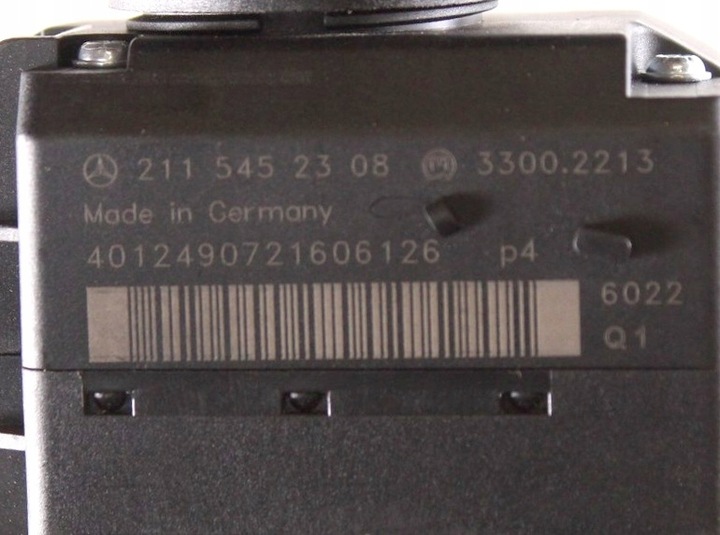 211 545 23 08 3300.2213
Made in Germany
4012490721606126 p4
6022
Q1